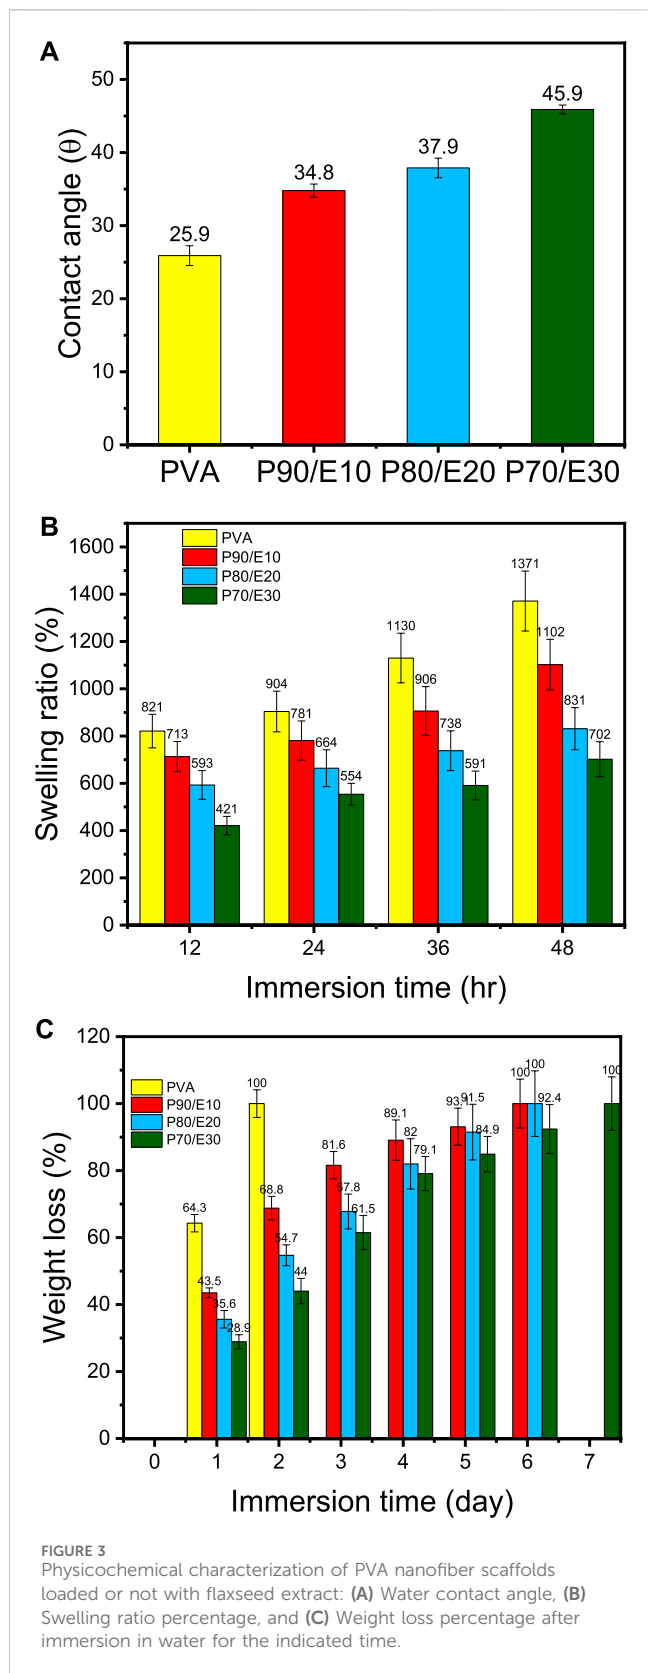 A
Contact angle (θ)
50
40
30
20
10
0
25.9
34.8
37.9
45.9
PVA P90/E10 P80/E20 P70/E30
B
PVA
P90/E10
P80/E20
P70/E30
Swelling ratio (%)
1600
1400
1200
1000
800
600
400
200
0
821
713
593
421
904
781
664
554
1130
906
738
591
1371
1102
831
702
12 24 36 48
Immersion time (hr)
C
PVA
P90/E10
P80/E20
P70/E30
Weight loss (%)
120
100
80
60
40
20
0
64.3
43.5
35.6
28.9
100
68.8
54.7
44
81.6
67.8
61.5
89.1
82
79.1
93.1
91.5
84.9
100
100
92.4
100
0 1 2 3 4 5 6 7
Immersion time (day)
FIGURE 3
Physicochemical characterization of PVA nanofiber scaffolds
loaded or not with flaxseed extract: (A) Water contact angle, (B)
Swelling ratio percentage, and (C) Weight loss percentage after
immersion in water for the indicated time.